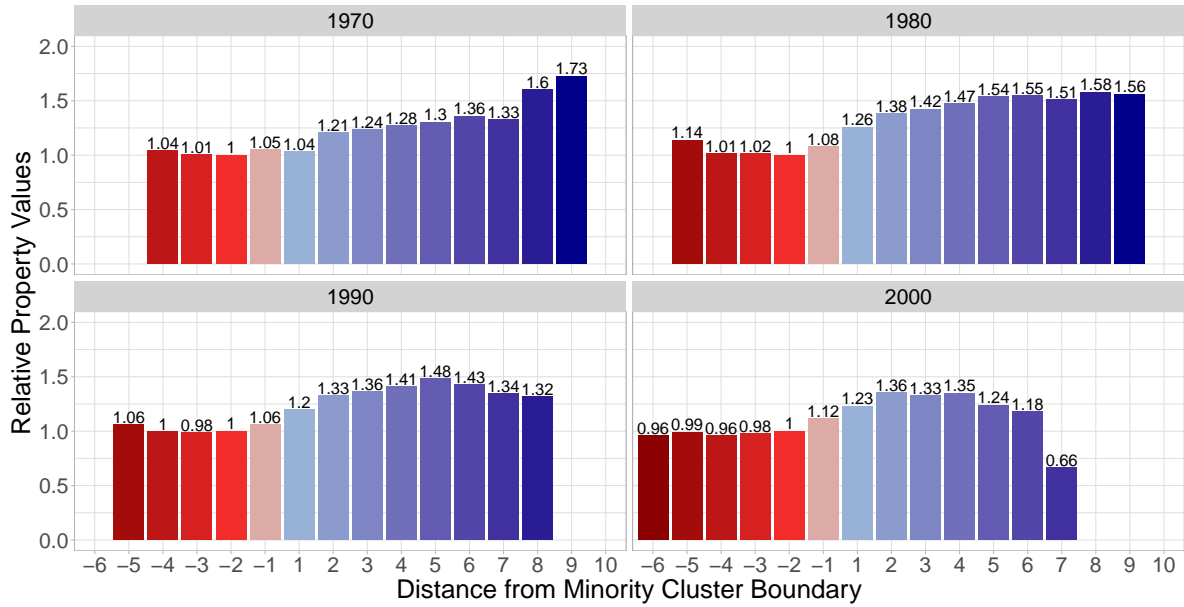 1970
1980
2.0
1.5
1.0
0.5
0.0
1.04 1.01 1 1.05 1.04 1.21 1.24 1.28 1.3 1.36 1.33 1.6 1.73
1.14 1.01 1.02 1 1.08 1.26 1.38 1.42 1.47 1.54 1.55 1.51 1.58 1.56
Relative Property Values
1990
2000
2.0
1.5
1.0
0.5
0.0
1.06 1 0.98 1 1.06 1.2 1.33 1.36 1.41 1.48 1.43 1.34 1.32
0.96 0.99 0.96 0.98 1 1.12 1.23 1.36 1.33 1.35 1.24 1.18 0.66
−6 −5 −4 −3 −2 −1 1 2 3 4 5 6 7 8 9 10
−6 −5 −4 −3 −2 −1 1 2 3 4 5 6 7 8 9 10
Distance from Minority Cluster Boundary